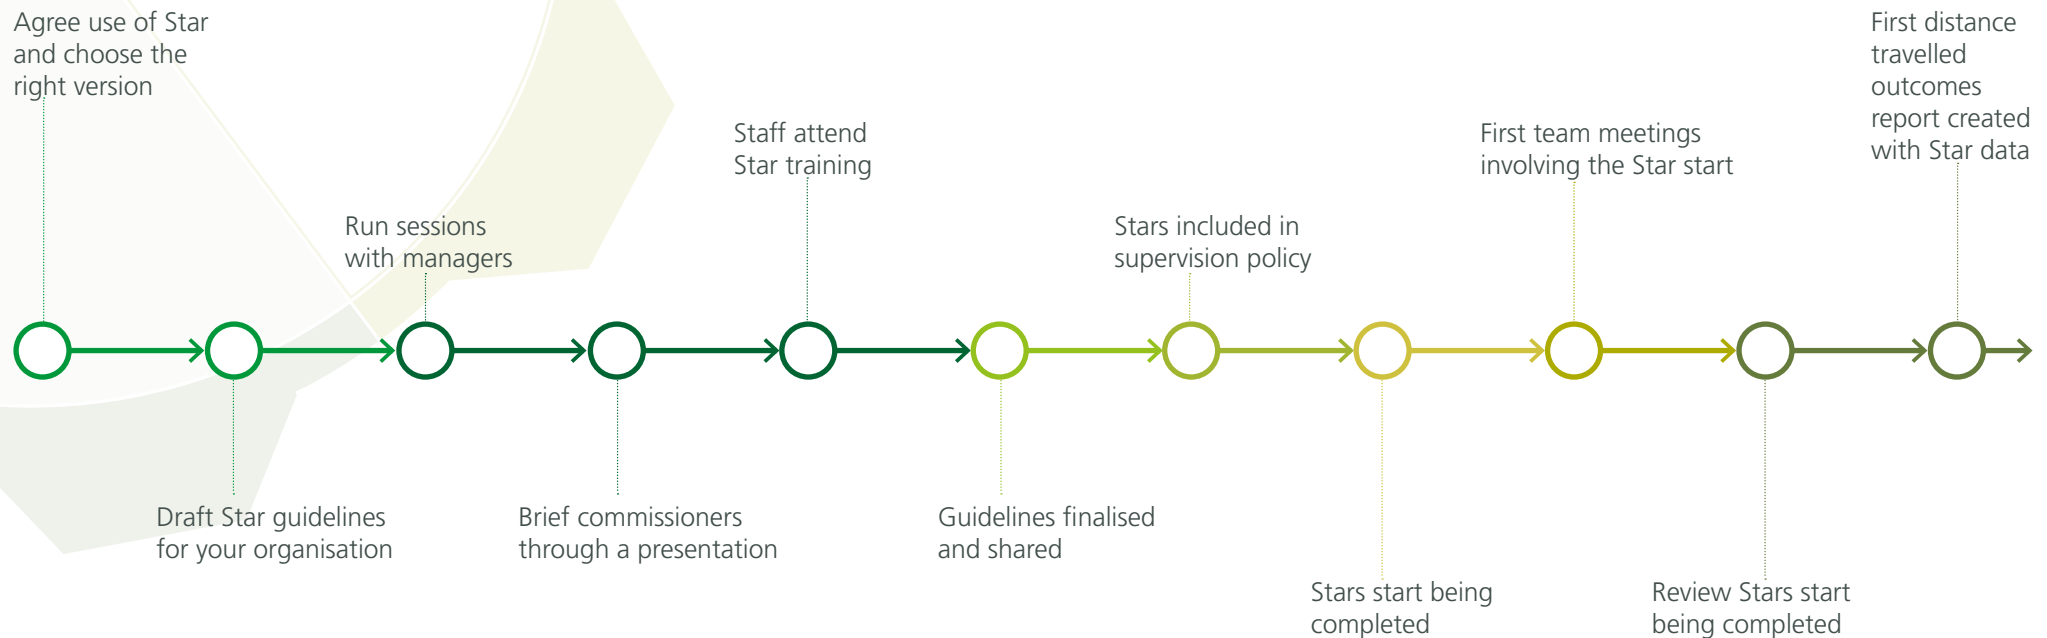 Agree use of Star
and choose the
right version
Draft Star guidelines
for your organisation
Run sessions
with managers
Brief commissioners
through a presentation
Staff attend
Star training
Guidelines finalised
and shared
Stars included in
supervision policy
Stars start being
completed
First team meetings
involving the Star start
Review Stars start
being completed
First distance
travelled
outcomes
report created
with Star data